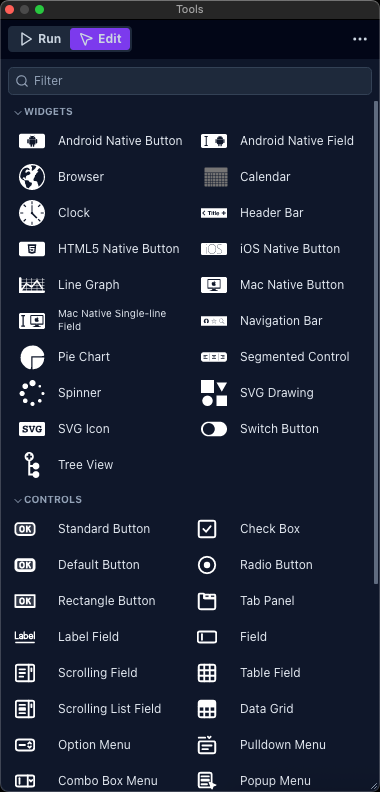 Tools
Run Edit
Filter
WIDGETS
Android Native Button Android Native Field
Browser Calendar
Clock Title Header Bar
HTML5 Native Button iOS iOS Native Button
Line Graph Mac Native Button
Mac Native Single-line
Field
Navigation Bar
Pie Chart Segmented Control
Spinner SVG Drawing
SVG SVG Icon Switch Button
Tree View
CONTROLS
OK Standard Button Check Box
OK Default Button Radio Button
OK Rectangle Button Tab Panel
Label Label Field Field
Scrolling Field Table Field
Scrolling List Field Data Grid
Option Menu Pulldown Menu
Combo Box Menu Popup Menu